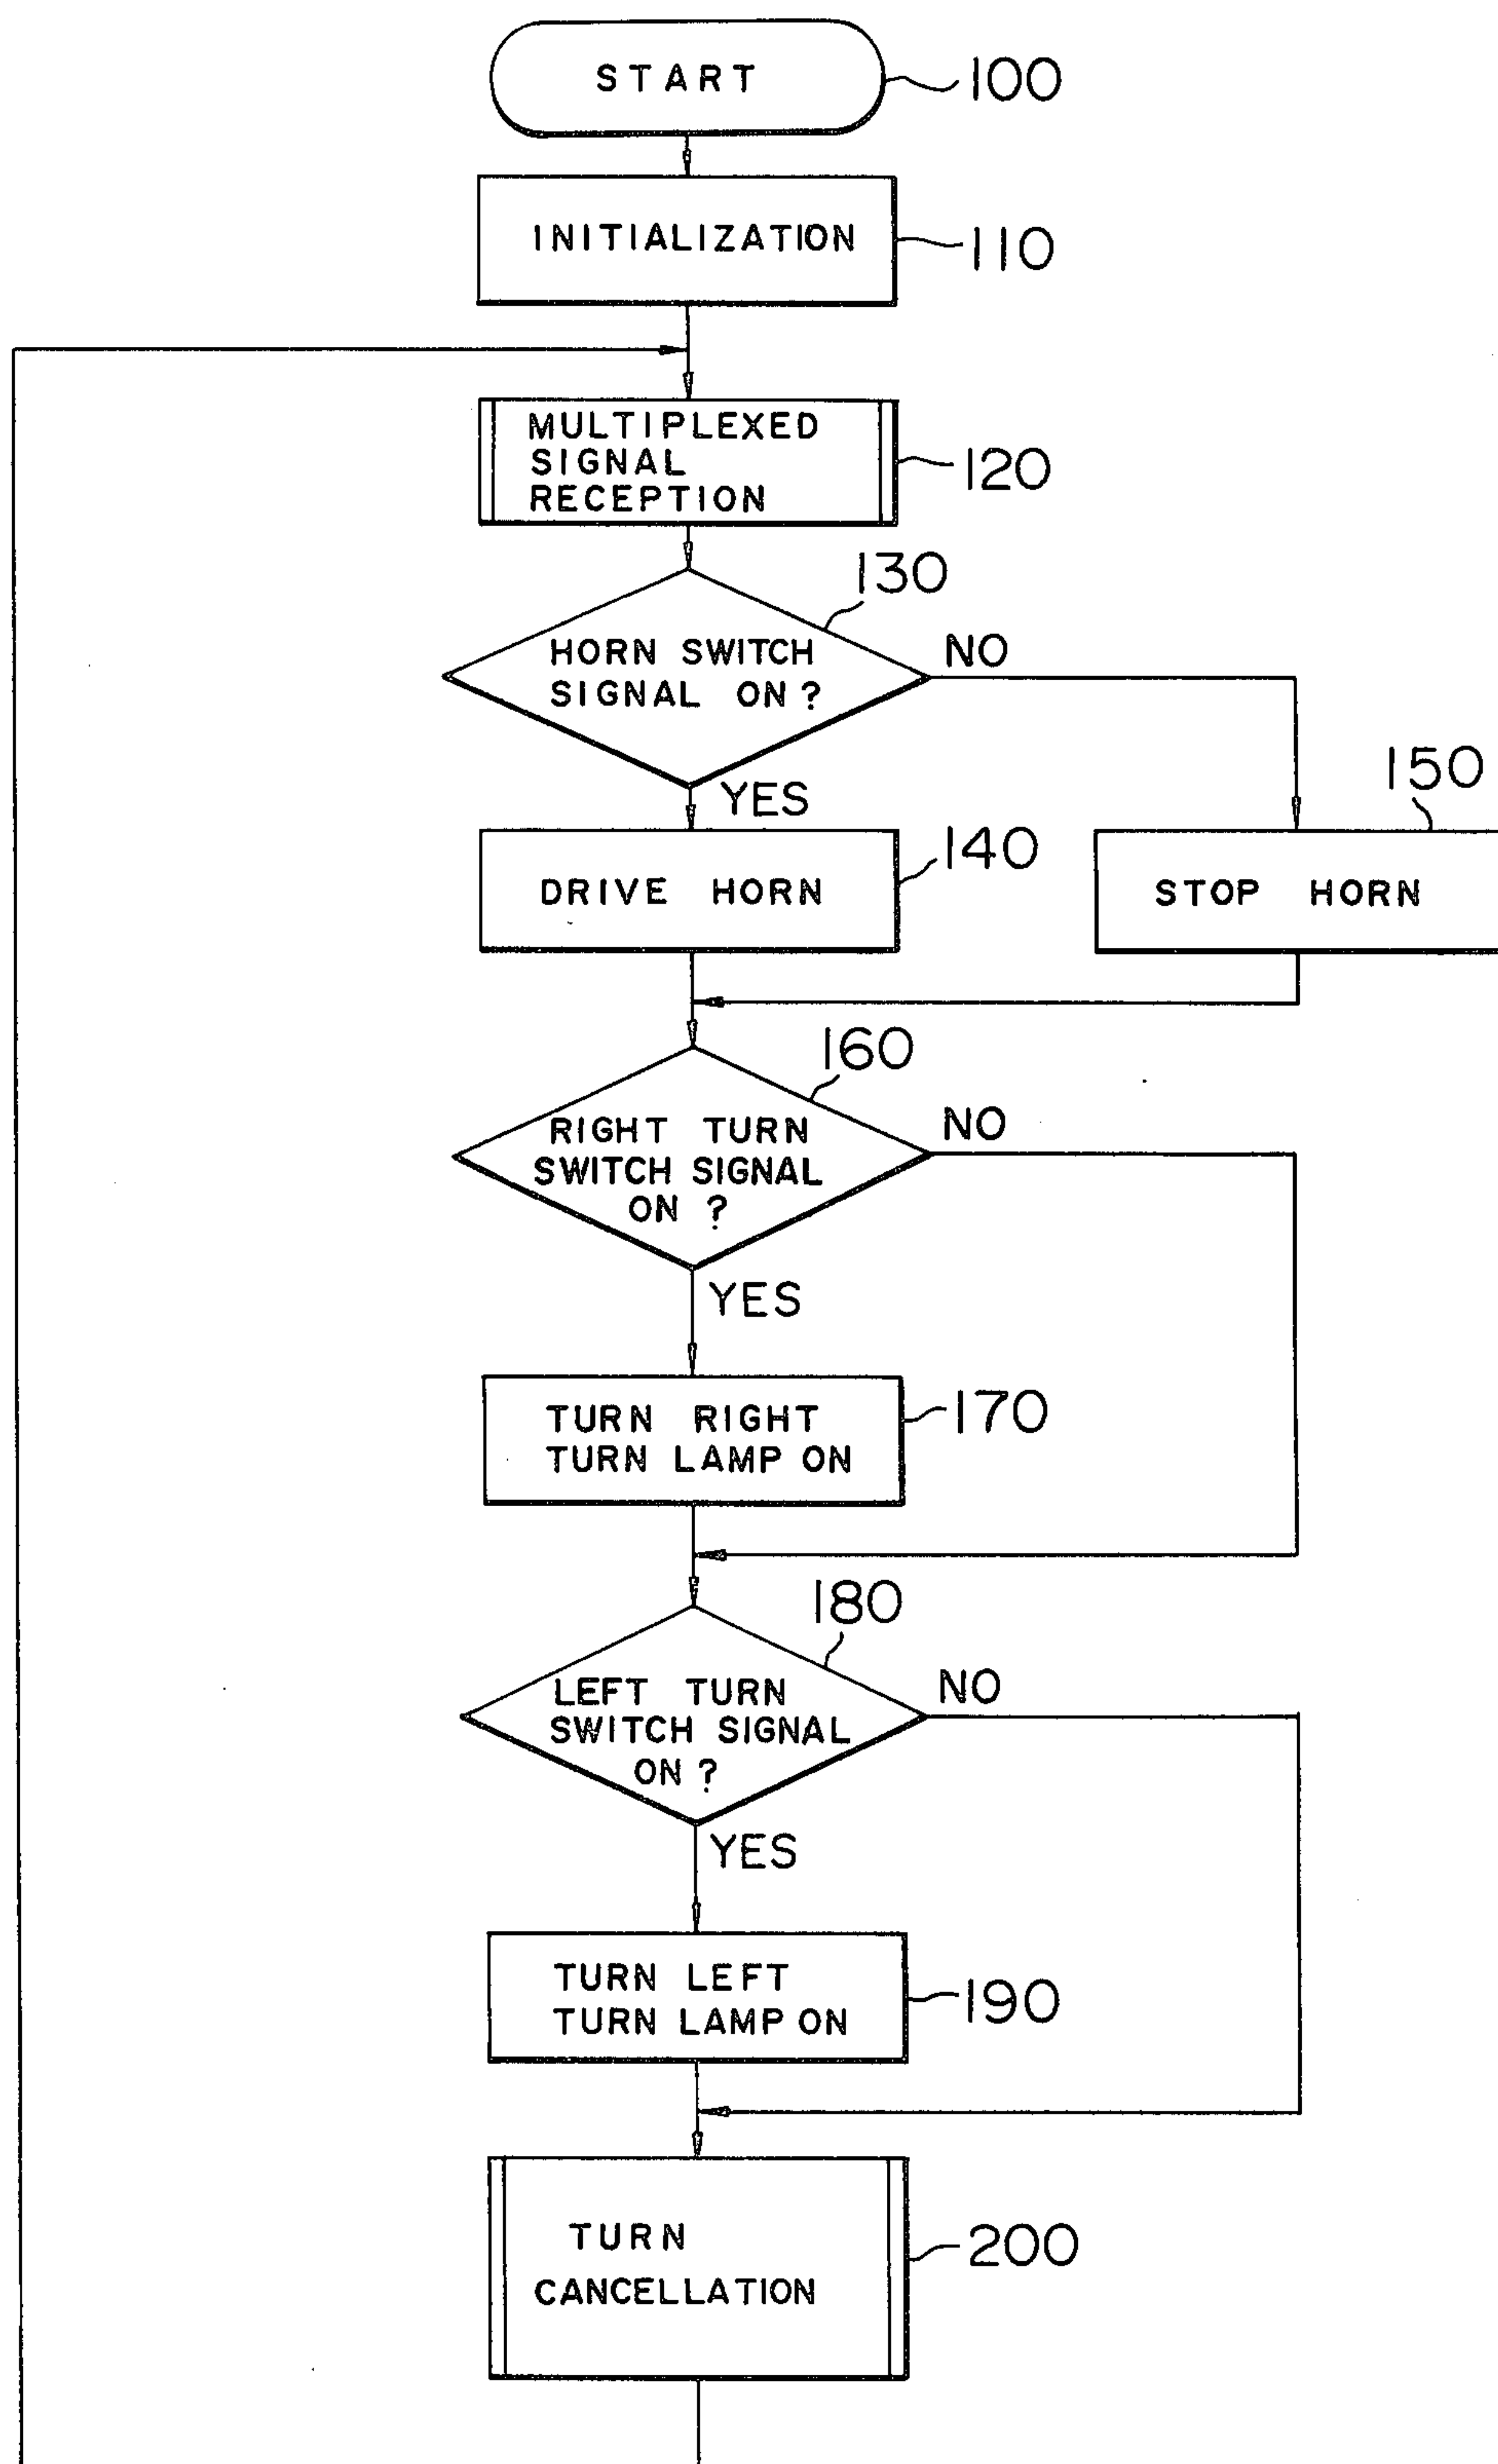 START
100
INITIALIZATION
110
MULTIPLEXED
SIGNAL
RECEPTION
120
130
HORN SWITCH
SIGNAL ON?
NO
YES
150
DRIVE HORN
140
STOP HORN
160
RIGHT TURN
SWITCH SIGNAL
ON ?
NO
YES
TURN RIGHT
TURN LAMP ON
170
180
LEFT TURN
SWITCH SIGNAL
ON ?
NO
YES
TURN LEFT
TURN LAMP ON
190
TURN
CANCELLATION
200